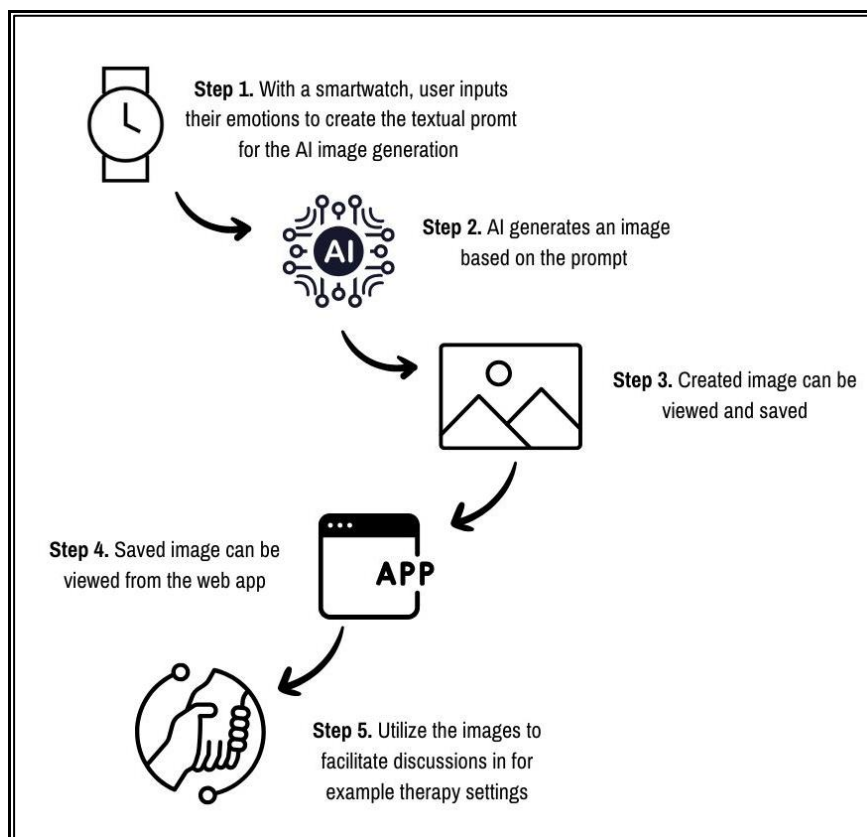 Step 1. With a smartwatch, user inputs
their emotions to create the textual promt
for the AI image generation
AI
Step 2. AI generates an image
based on the prompt
Step 3. Created image can be
viewed and saved
APP
Step 4. Saved image can be
viewed from the web app
Step 5. Utilize the images to
facilitate discussions in for
example therapy settings